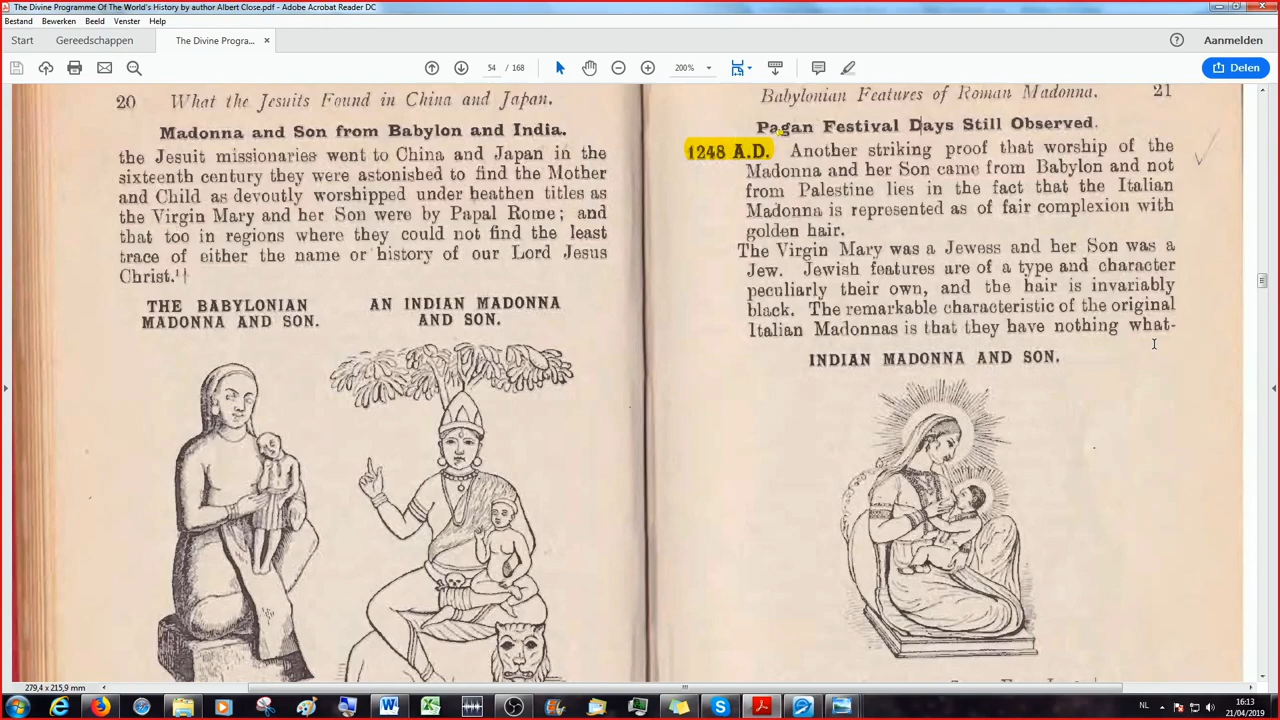 The Divine Programme Of The World's History by author Albert Close.pdf - Adobe Acrobat Reader DC
Bestand Bewerken Beeld Venster Help
Start Gereedschappen The Divine Progra... × Aanmelden
54 / 168 200% Delen
20 What the Jesuits Found in China and Japan.
Madonna and Son from Babylon and India.
the Jesuit missionaries went to China and Japan in the
sixteenth century they were astonished to find the Mother
and Child as devoutly worshipped under heathen titles as
the Virgin Mary and her Son were by Papal Rome; and
that too in regions where they could not find the least
trace of either the name or history of our Lord Jesus
Christ.
THE BABYLONIAN
MADONNA AND SON.
AN INDIAN MADONNA
AND SON.
Babylonian Features of Roman Madonna. 21
Pagan Festival Days Still Observed.
1248 A.D. Another striking proof that worship of the
Madonna and her Son came from Babylon and not
from Palestine lies in the fact that the Italian
Madonna is represented as of fair complexion with
golden hair.
The Virgin Mary was a Jewess and her Son was a
Jew. Jewish features are of a type and character
peculiarly their own, and the hair is invariably
black. The remarkable characteristic of the original
Italian Madonnas is that they have nothing what-
INDIAN MADONNA AND SON.
279,4 x 215,9 mm
NL 16:13
21/04/2019